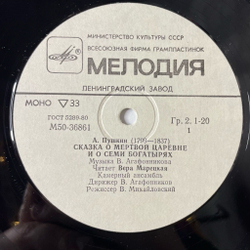 МИНИСТЕРСТВО КУЛЬТУРЫ СССР
ВСЕСОЮЗНАЯ ФИРМА ГРАМПЛАСТИНОК
МЕЛОДИЯ
ЛЕНИНГРАДСКИЙ ЗАВОД
МОНО ▽ 33
ГОСТ 5289-80
М50-36861
Гр. 2. 1-20
1
А. Пушкин (1799—1837)
СКАЗКА О МЕРТВОЙ ЦАРЕВНЕ
И О СЕМИ БОГАТЫРЯХ
Музыка В. Агафонникова
Читает Вера Марецкая
Камерный ансамбль
Дирижер В. Агафонников
Режиссер В. Михайловский